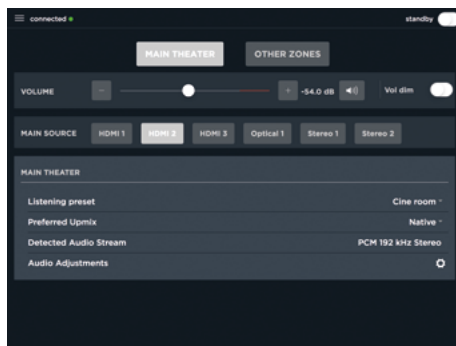 connected
standby
MAIN THEATER
OTHER ZONES
VOLUME - + -54.0 dB Vol dim
MAIN SOURCE HDMI 1 HDMI 2 HDMI 3 Optical 1 Stereo 1 Stereo 2
MAIN THEATER
Listening preset Cine room
Preferred Upmix Native
Detected Audio Stream PCM 192 kHz Stereo
Audio Adjustments